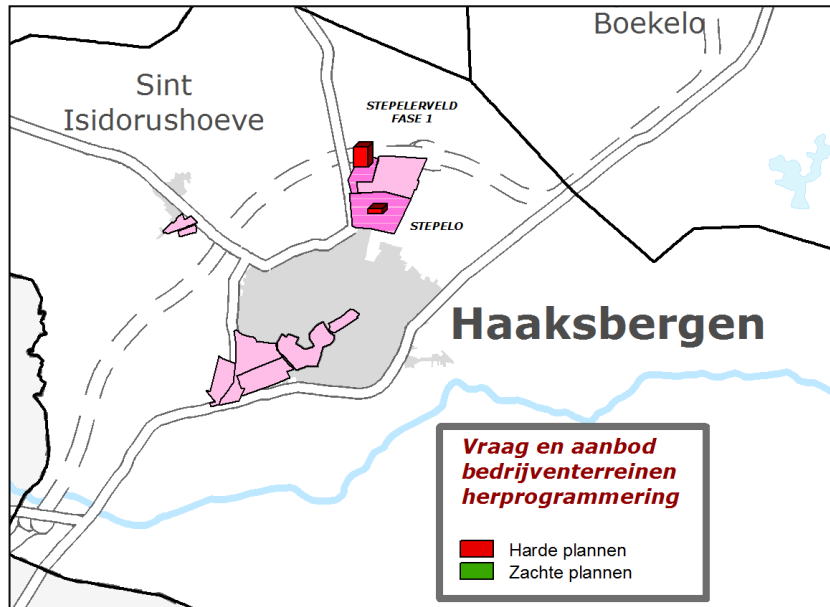 Boekelo
Sint
Isidorushoeve
STEPELERVELD
FASE 1
STEPELO
Haaksbergen
Vraag en aanbod
bedrijventerreinen
herprogrammering
Harde plannen
Zachte plannen